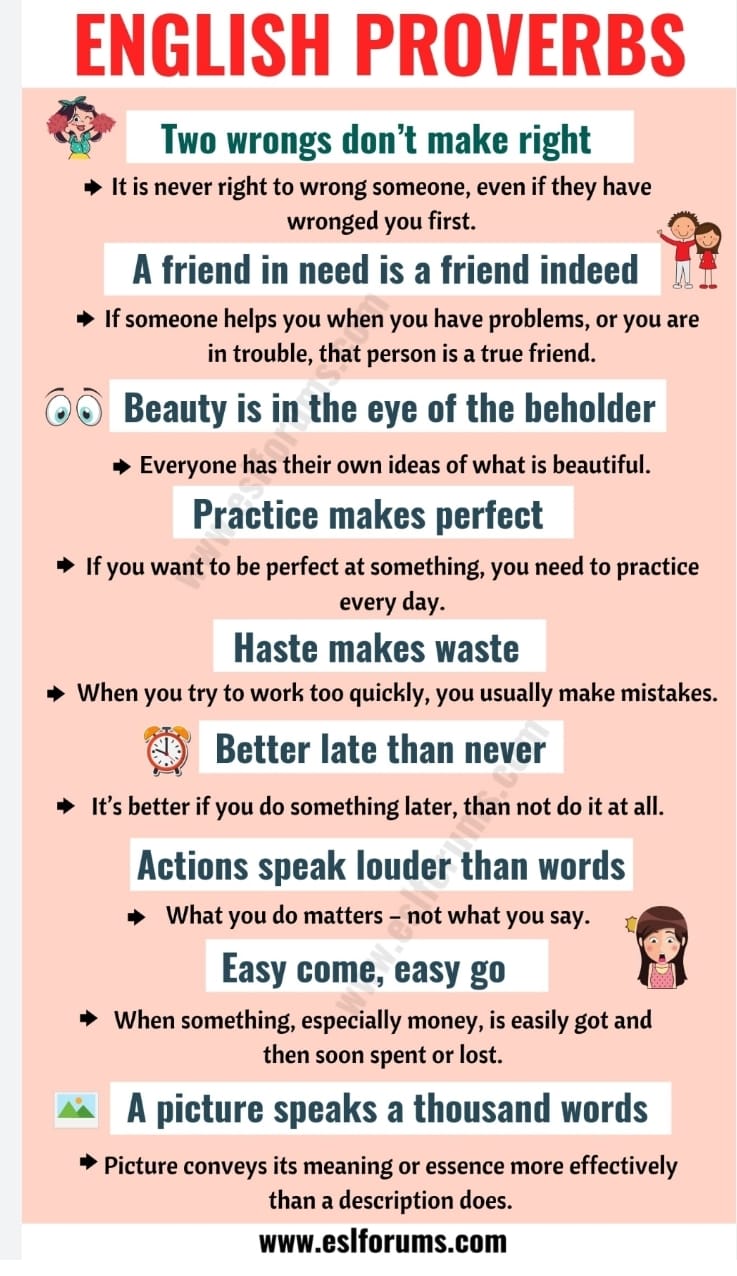 ENGLISH PROVERBS
Two wrongs don't make right
It is never right to wrong someone, even if they have
wronged you first.
A friend in need is a friend indeed
If someone helps you when you have problems, or you are
in trouble, that person is a true friend.
Beauty is in the eye of the beholder
Everyone has their own ideas of what is beautiful.
Practice makes perfect
If you want to be perfect at something, you need to practice
every day.
Haste makes waste
When you try to work too quickly, you usually make mistakes.
Better late than never
It's better if you do something later, than not do it at all.
Actions speak louder than words
What you do matters – not what you say.
Easy come, easy go
When something, especially money, is easily got and
then soon spent or lost.
A picture speaks a thousand words
Picture conveys its meaning or essence more effectively
than a description does.
www.eslforums.com
www.eslforums.com
www.eslforums.com